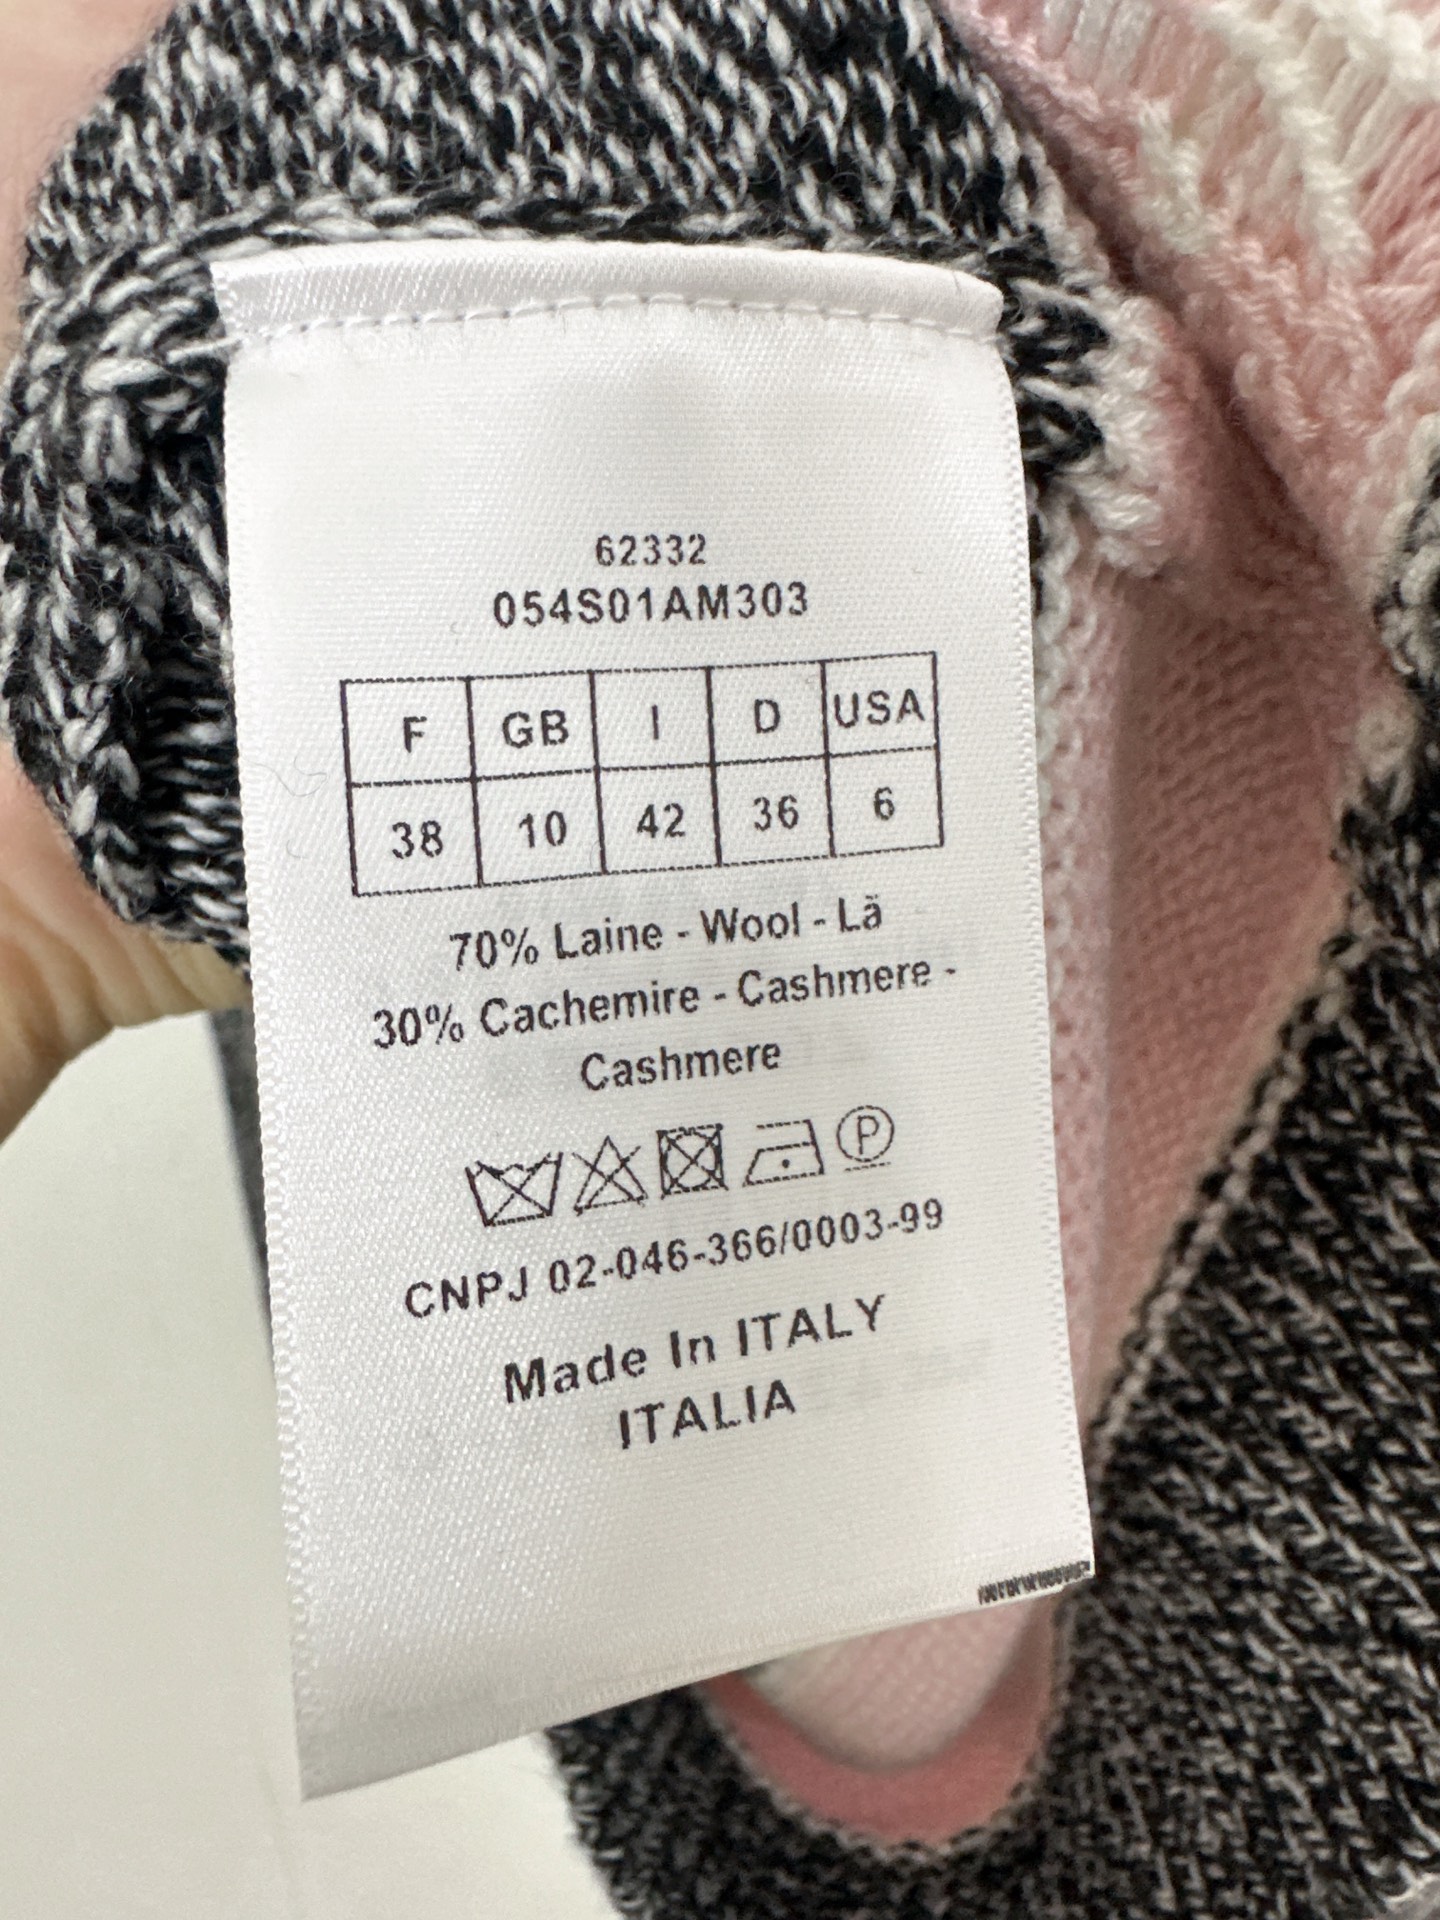 62332
054S01AM303
F GB I D USA
38 10 42 36 6
70% Laine - Wool - Lã
30% Cachemire - Cashmere -
Cashmere
P
CNPJ 02-046-366/0003-99
Made In ITALY
ITALIA